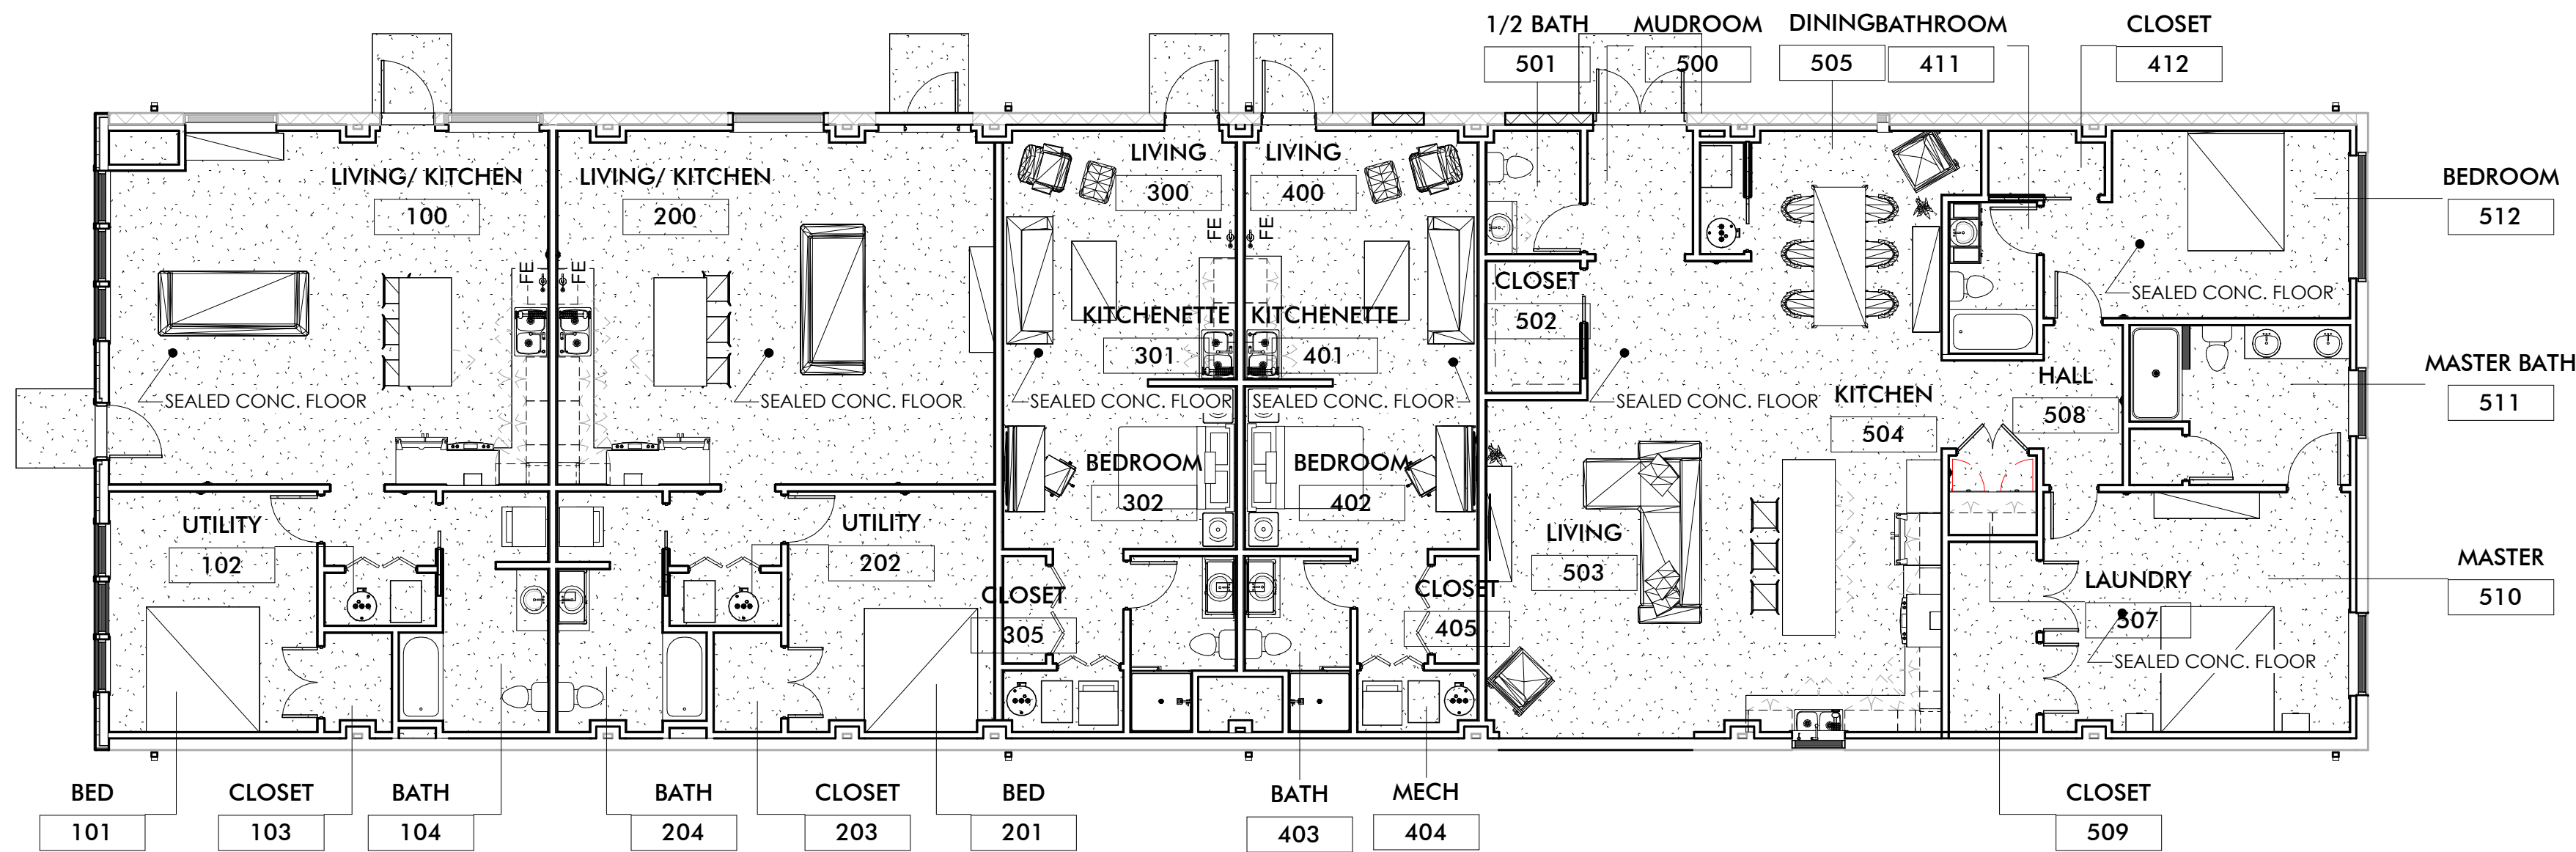 1/2 BATH
501
MUDROOM
500
DINING
505
BATHROOM
411
CLOSET
412
LIVING/ KITCHEN
100
LIVING/ KITCHEN
200
LIVING
300
LIVING
400
BEDROOM
512
FE
FE
FE
FE
CLOSET
502
SEALED CONC. FLOOR
KITCHENETTE
301
KITCHENETTE
401
MASTER BATH
511
HALL
508
KITCHEN
504
SEALED CONC. FLOOR
SEALED CONC. FLOOR
SEALED CONC. FLOOR
SEALED CONC. FLOOR
SEALED CONC. FLOOR
BEDROOM
302
BEDROOM
402
UTILITY
102
UTILITY
202
LIVING
503
MASTER
510
LAUNDRY
507
CLOSET
305
CLOSET
405
SEALED CONC. FLOOR
BED
101
CLOSET
103
BATH
104
BATH
204
CLOSET
203
BED
201
BATH
403
MECH
404
CLOSET
509